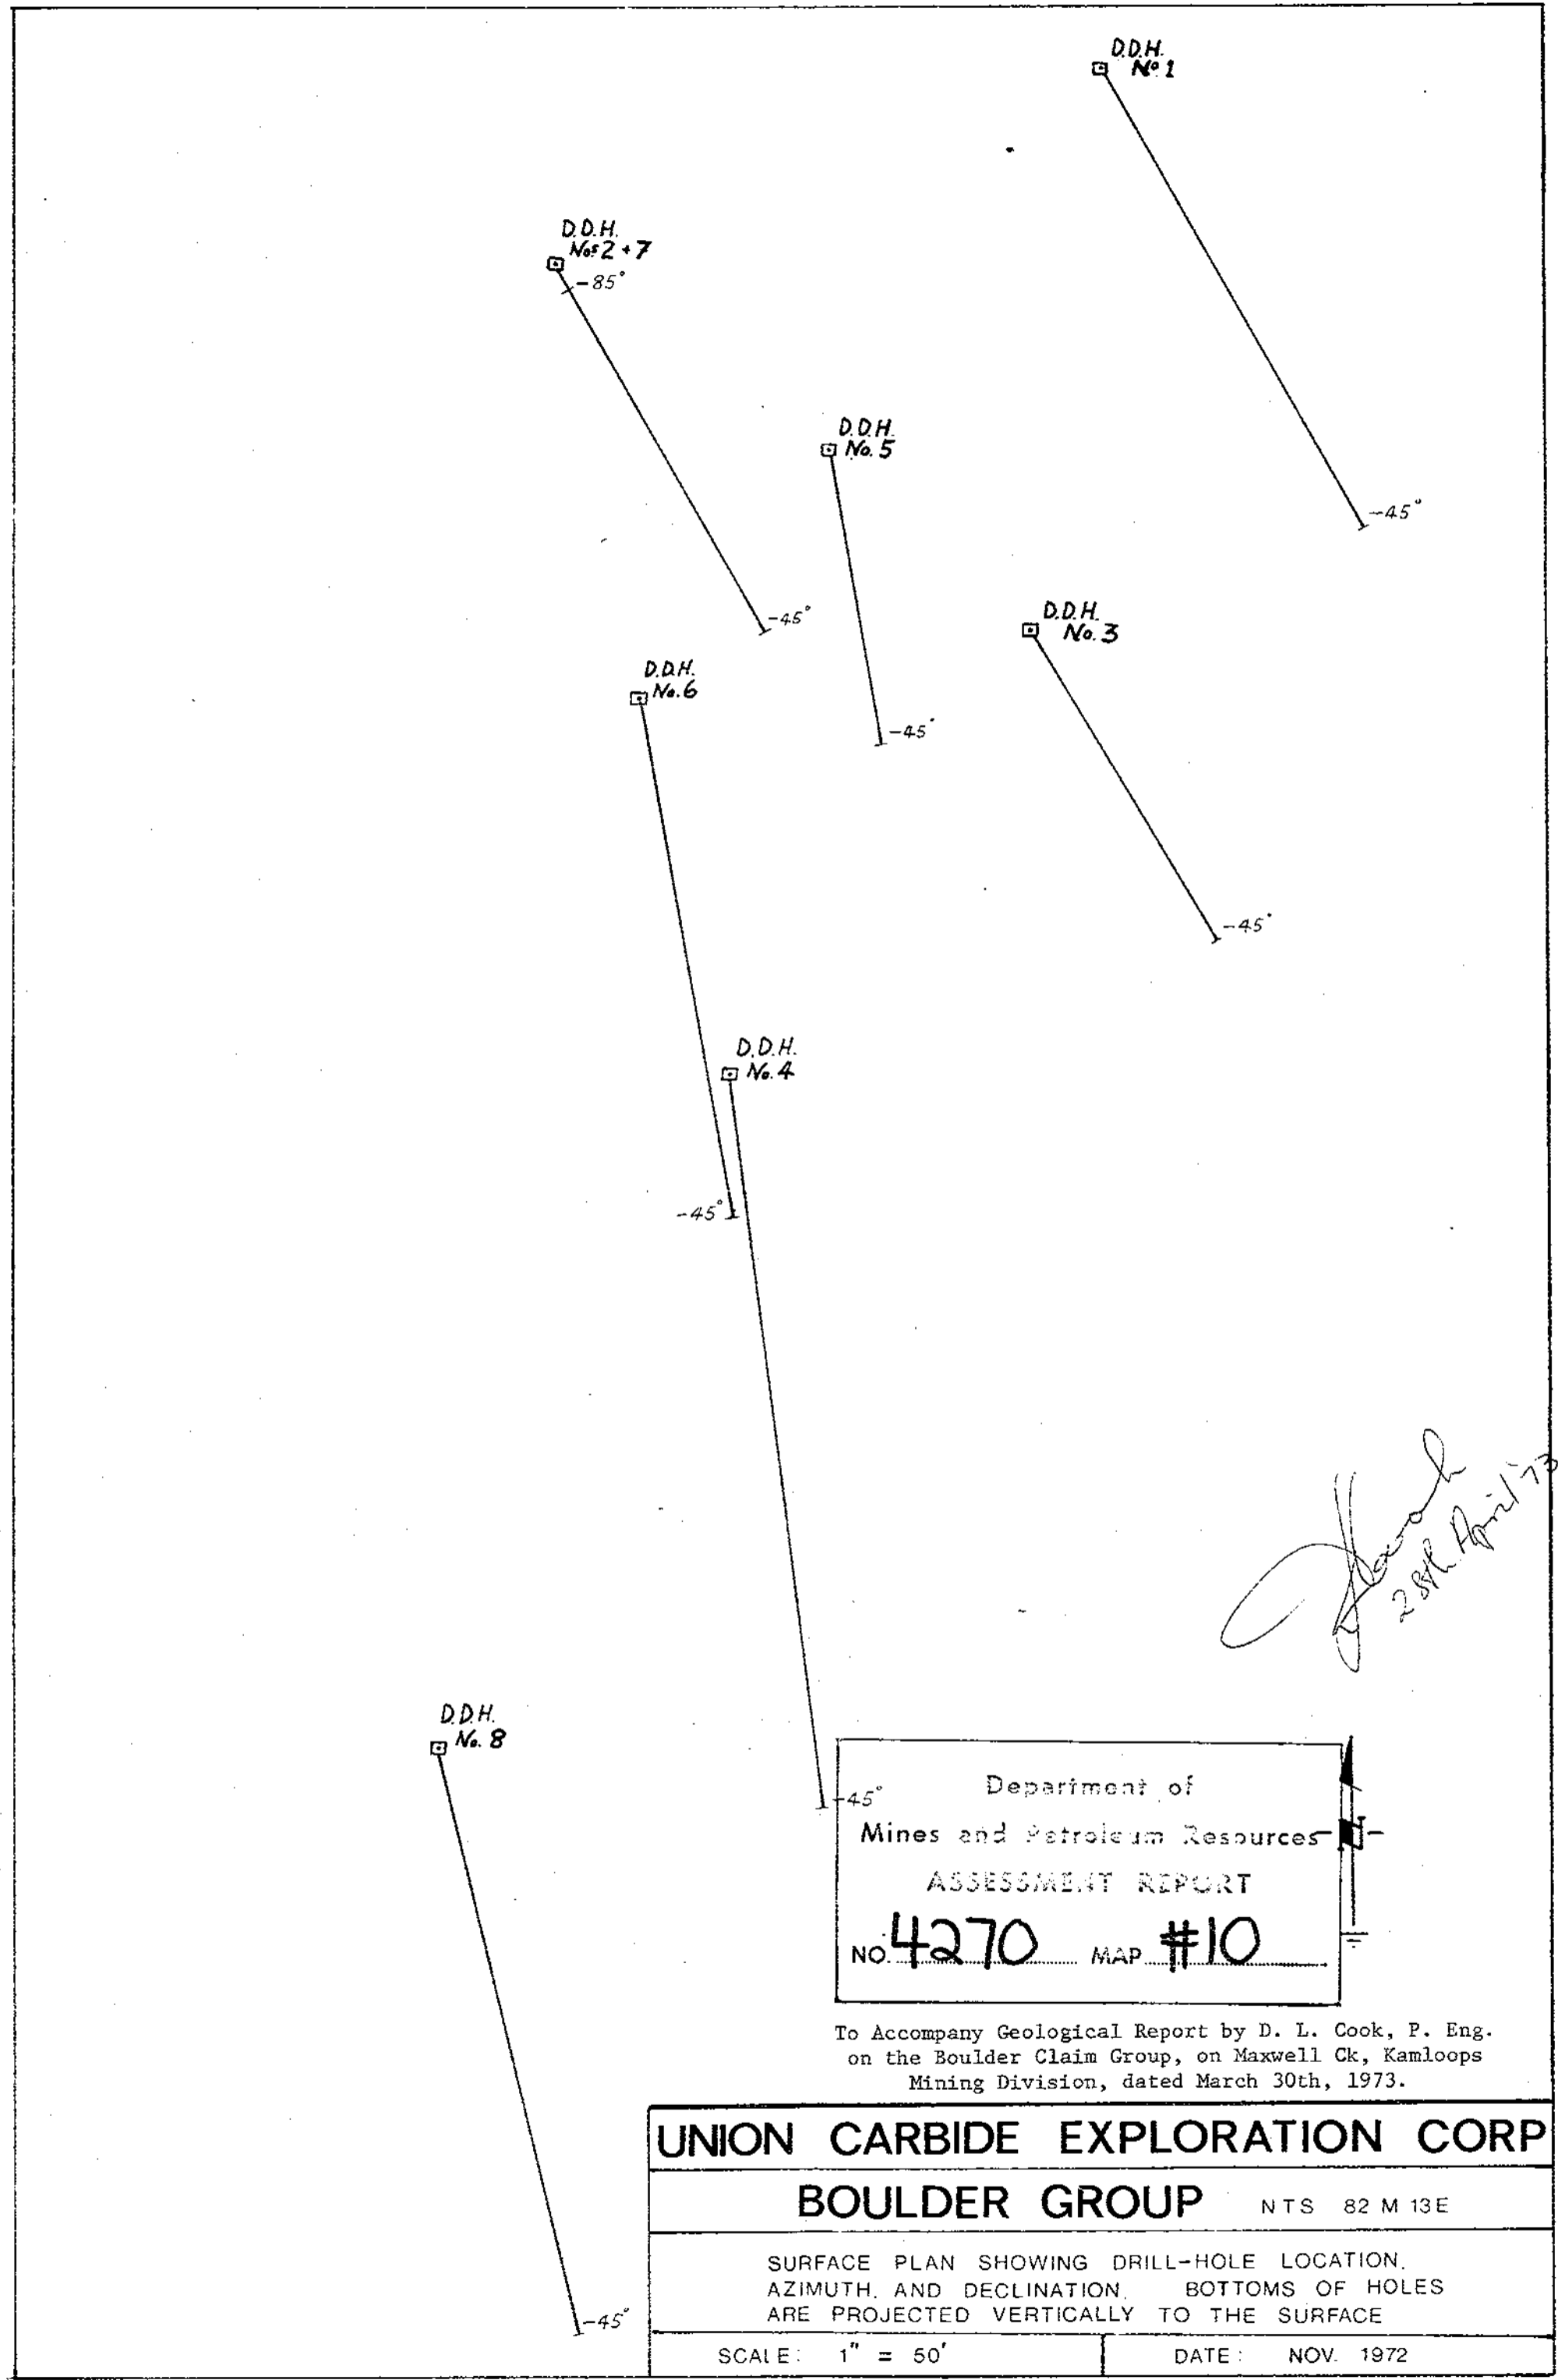 D.D.H.
Nº 1
D.D.H.
Nos 2 + 7
-85°
D.D.H.
No. 5
-45°
-45°
D.D.H.
No. 3
D.D.H.
No. 6
-45°
-45°
D.D.H.
No. 4
-45°
28th April '73
D.D.H.
No. 8
-45°
Department of
Mines and Petroleum Resources
ASSESSMENT REPORT
NO. 4270 MAP #10
N
To Accompany Geological Report by D. L. Cook, P. Eng.
on the Boulder Claim Group, on Maxwell Ck, Kamloops
Mining Division, dated March 30th, 1973.
UNION CARBIDE EXPLORATION CORP
BOULDER GROUP NTS 82 M 13E
SURFACE PLAN SHOWING DRILL-HOLE LOCATION.
AZIMUTH. AND DECLINATION. BOTTOMS OF HOLES
ARE PROJECTED VERTICALLY TO THE SURFACE
-45°
SCALE: 1" = 50' DATE: NOV. 1972